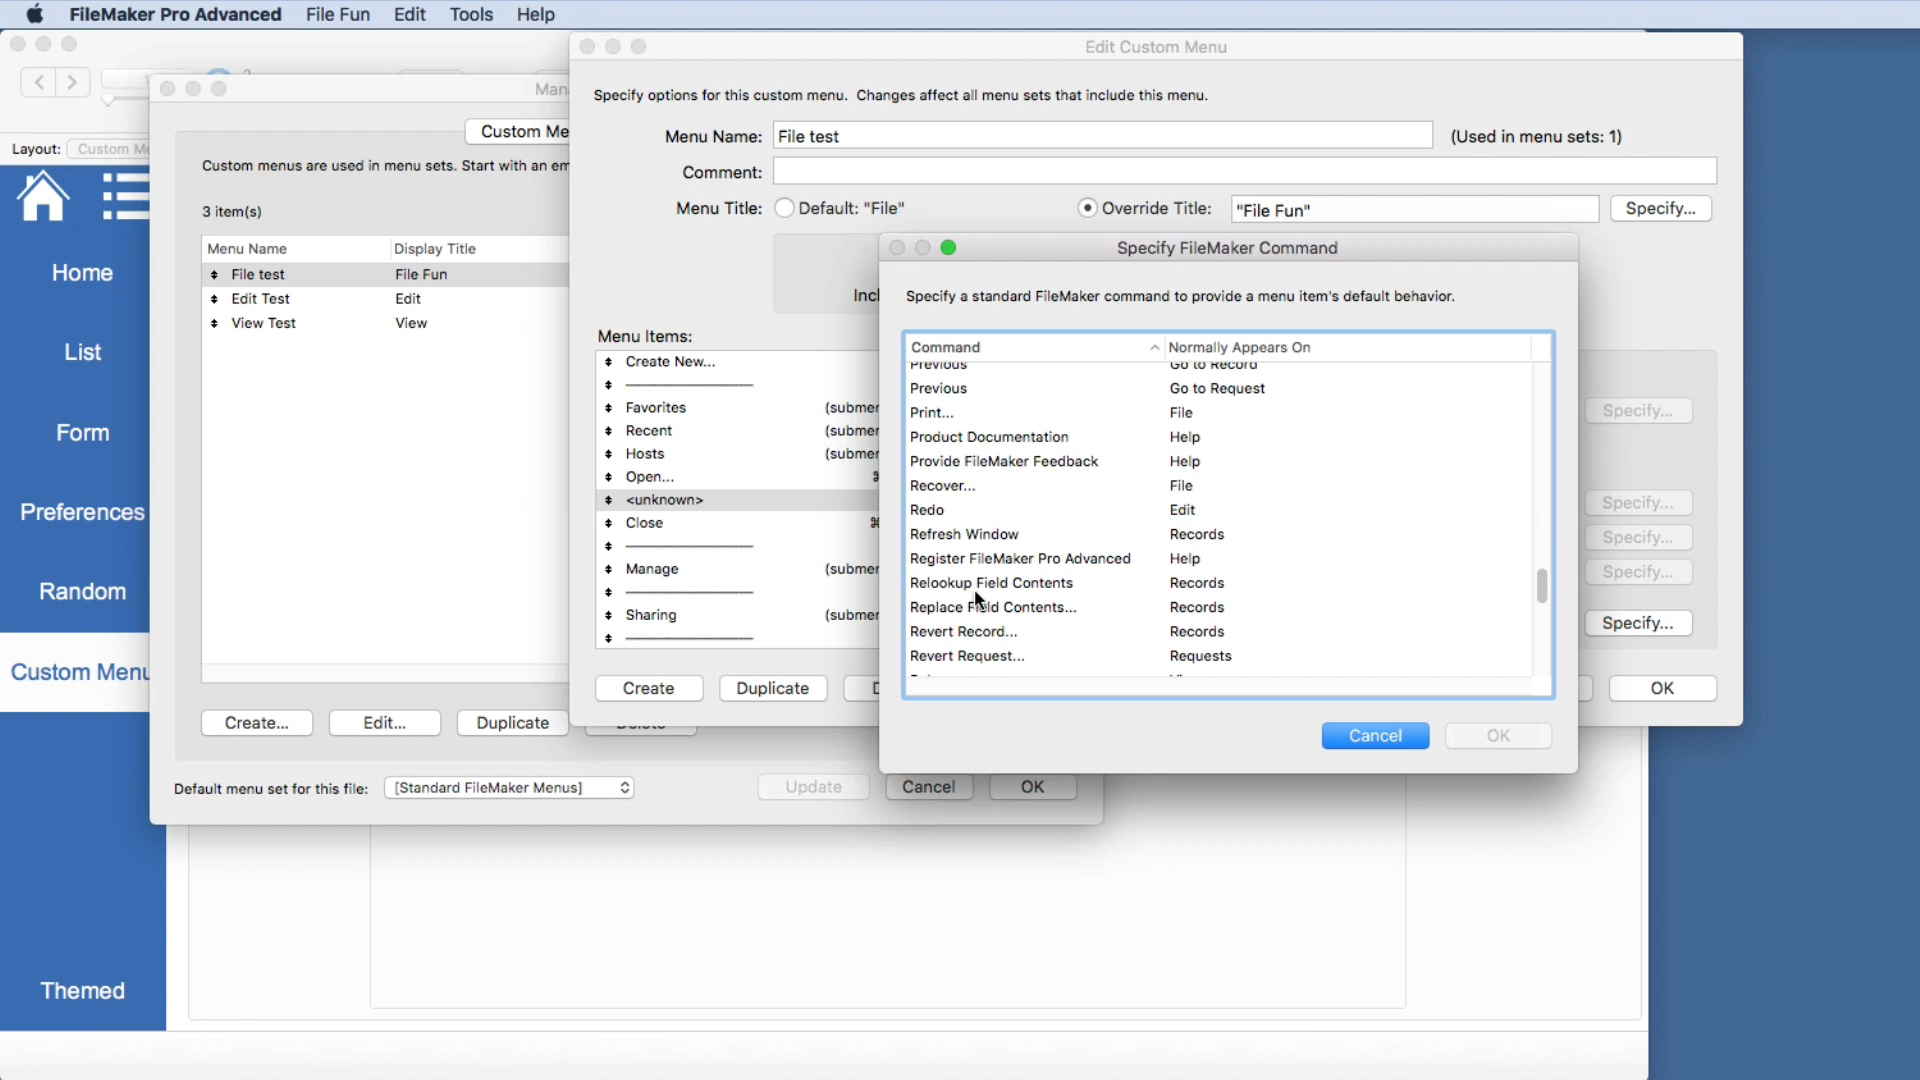 FileMaker Pro Advanced File Fun Edit Tools Help
Edit Custom Menu
Specify options for this custom menu. Changes affect all menu sets that include this menu.
Menu Name: File test (Used in menu sets: 1)
Comment:
Menu Title: Default: "File" Override Title: "File Fun" Specify...
Layout: Custom Me
Home
List
Form
Preferences
Random
Custom Menu
Themed
Man
Custom Me
Custom menus are used in menu sets. Start with an em
3 item(s)
Menu Name Display Title
File test File Fun
Edit Test Edit
View Test View
Create... Edit... Duplicate Delete
Default menu set for this file: [Standard FileMaker Menus] Update Cancel OK
Incl
Menu Items:
Create New...
Favorites (submen
Recent (submen
Hosts (submen
Open... ⌘
<unknown>
Close ⌘
Manage (submen
Sharing (submen
Create Duplicate D
Specify...
Specify...
Specify...
Specify...
Specify...
OK
Specify FileMaker Command
Specify a standard FileMaker command to provide a menu item's default behavior.
Command Normally Appears On
Previous Go to Record
Previous Go to Request
Print... File
Product Documentation Help
Provide FileMaker Feedback Help
Recover... File
Redo Edit
Refresh Window Records
Register FileMaker Pro Advanced Help
Relookup Field Contents Records
Replace Field Contents... Records
Revert Record... Records
Revert Request... Requests
Cancel OK